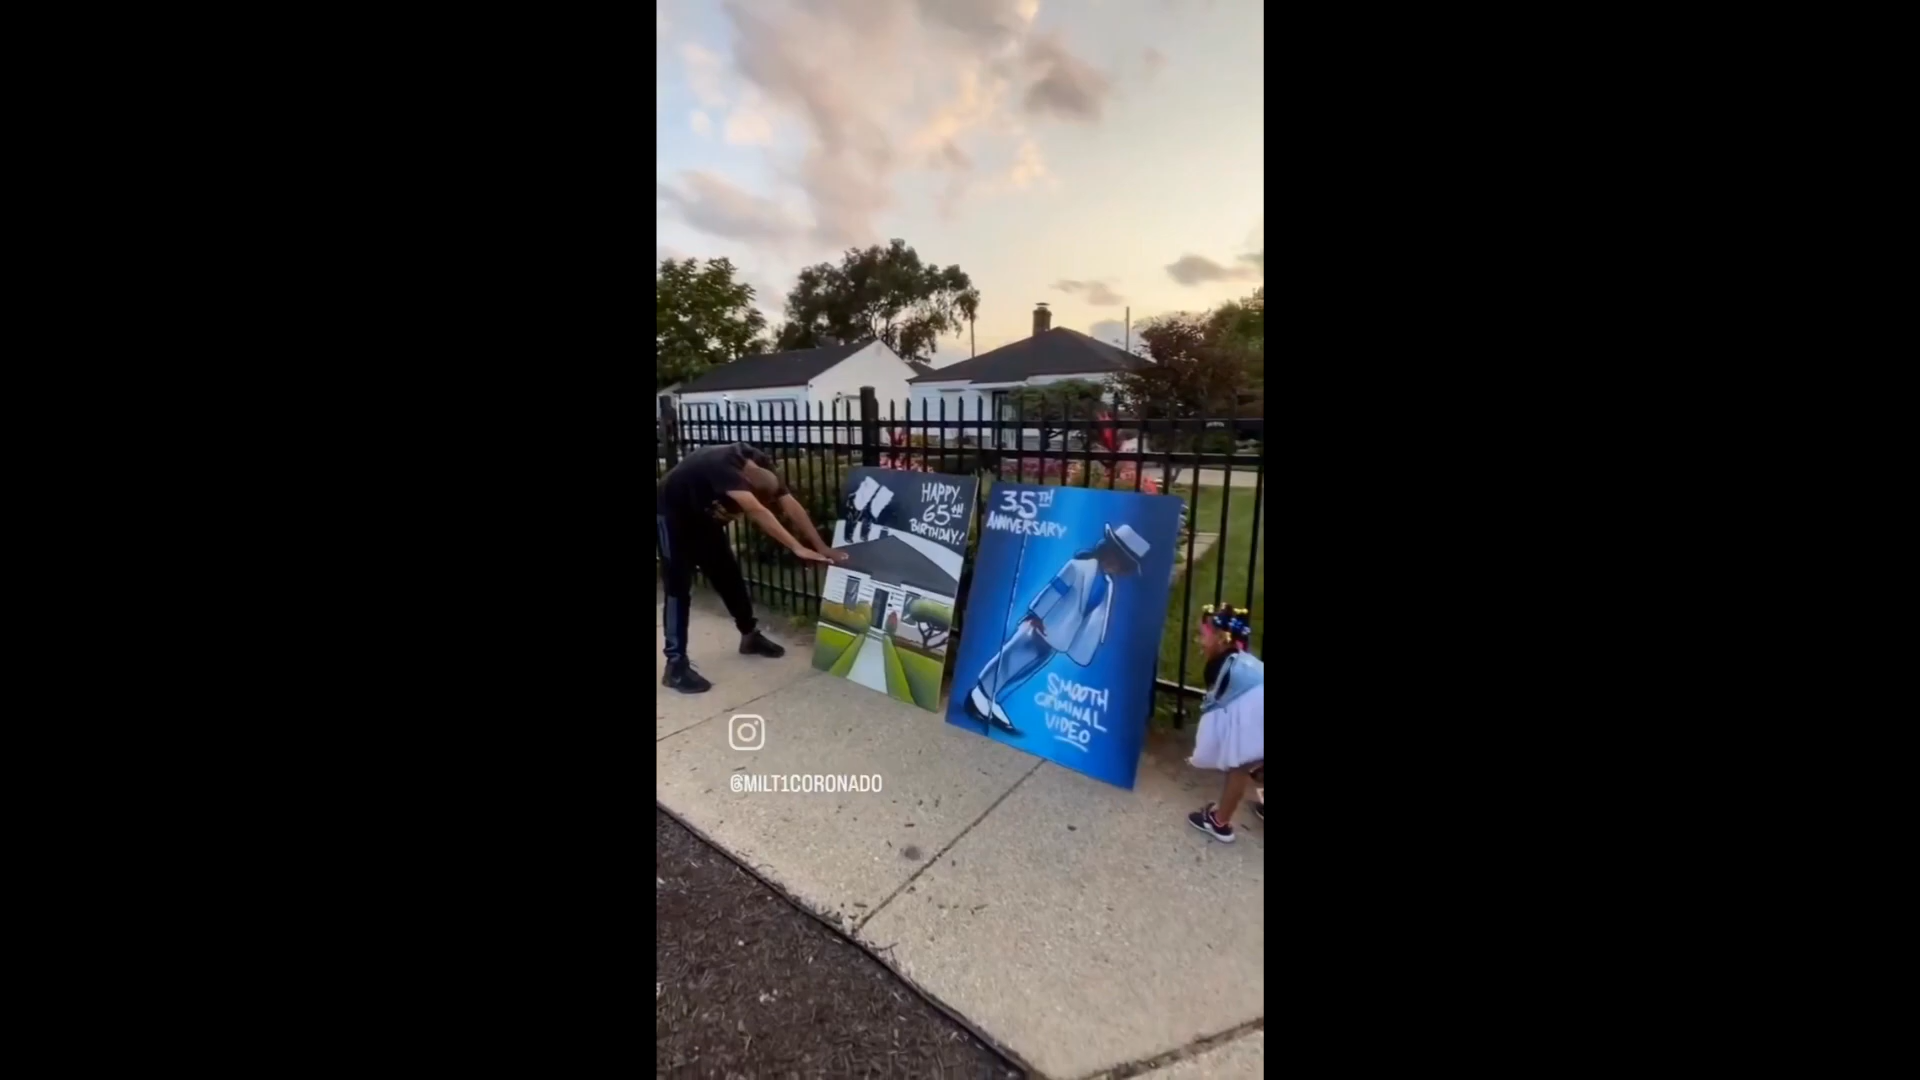 HAPPY
65TH
BIRTHDAY!
35TH
ANNIVERSARY
SMOOTH
CRIMINAL
VIDEO
@MILT1CORONADO